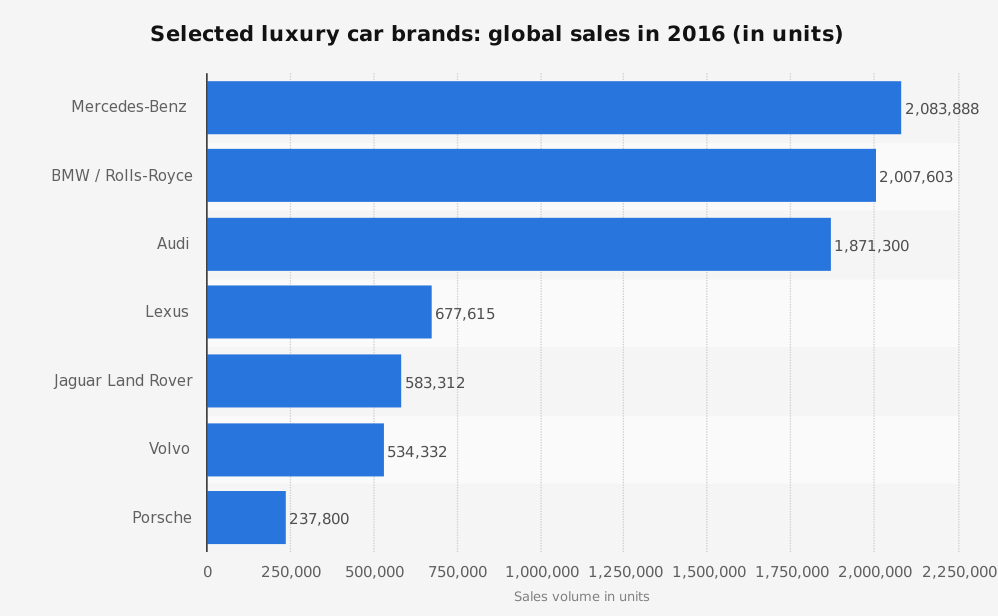 Selected luxury car brands: global sales in 2016 (in units)
Mercedes-Benz 2,083,888
BMW / Rolls-Royce 2,007,603
Audi 1,871,300
Lexus 677,615
Jaguar Land Rover 583,312
Volvo 534,332
Porsche 237,800
0 250,000 500,000 750,000 1,000,000 1,250,000 1,500,000 1,750,000 2,000,000 2,250,000
Sales volume in units